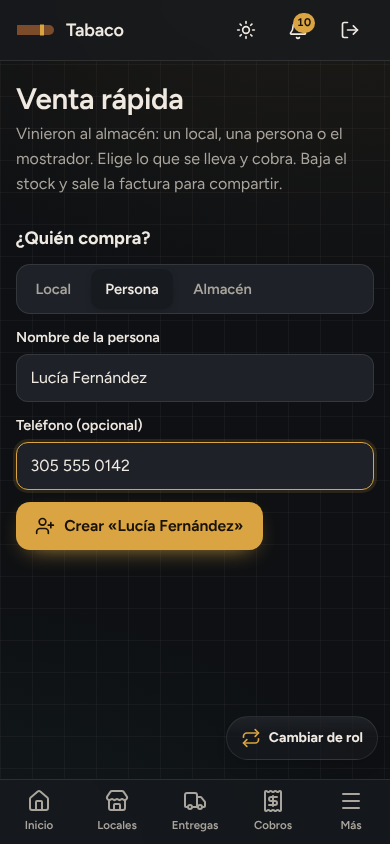 Tabaco
10
Venta rápida
Vinieron al almacén: un local, una persona o el
mostrador. Elige lo que se lleva y cobra. Baja el
stock y sale la factura para compartir.
¿Quién compra?
Local Persona Almacén
Nombre de la persona
Lucía Fernández
Teléfono (opcional)
305 555 0142
Crear «Lucía Fernández»
Cambiar de rol
Inicio Locales Entregas Cobros Más